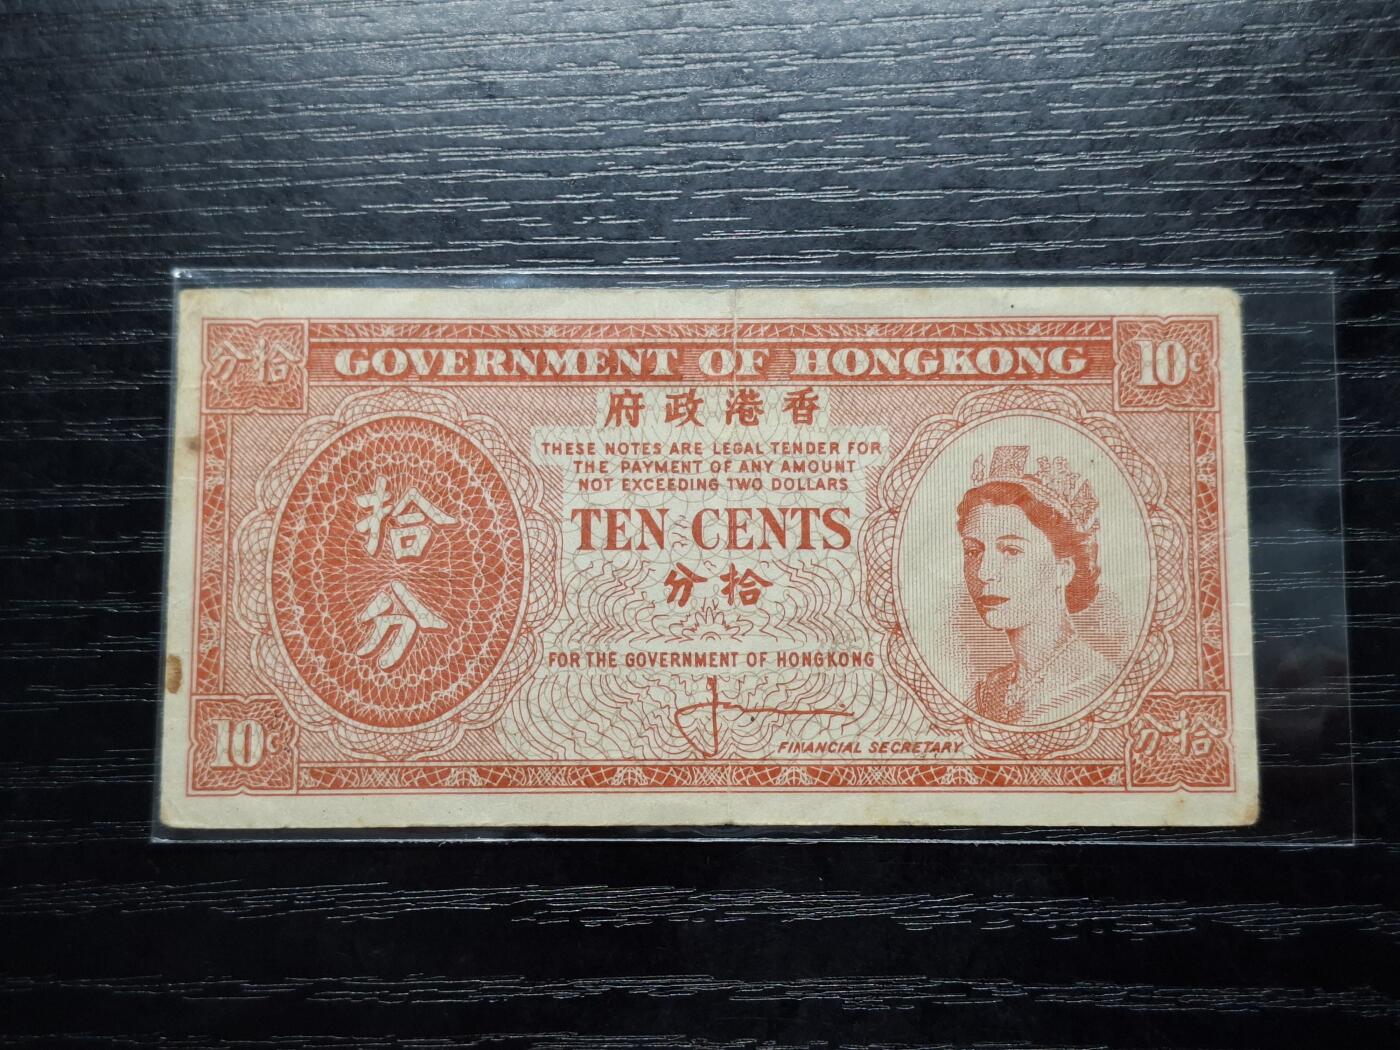 分拾
GOVERNMENT OF HONGKONG
10c
府政港香
THESE NOTES ARE LEGAL TENDER FOR
THE PAYMENT OF ANY AMOUNT
NOT EXCEEDING TWO DOLLARS
拾
分
TEN CENTS
分拾
FOR THE GOVERNMENT OF HONGKONG
FINANCIAL SECRETARY
10c
分拾